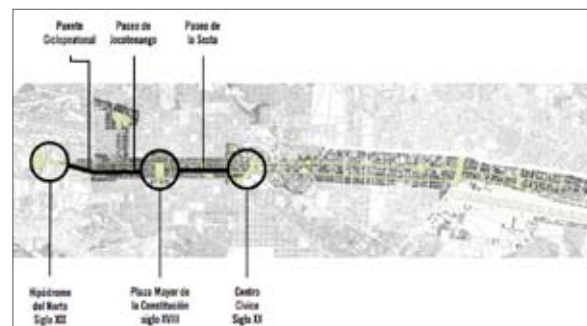 Puente
Ciclopeatonal
Paseo de
Jocotenango
Paseo de
la Sexta
Hipódromo
del Norte
Siglo XIX
Plaza Mayor de
la Constitución
siglo XVIII
Centro
Cívico
Siglo XX